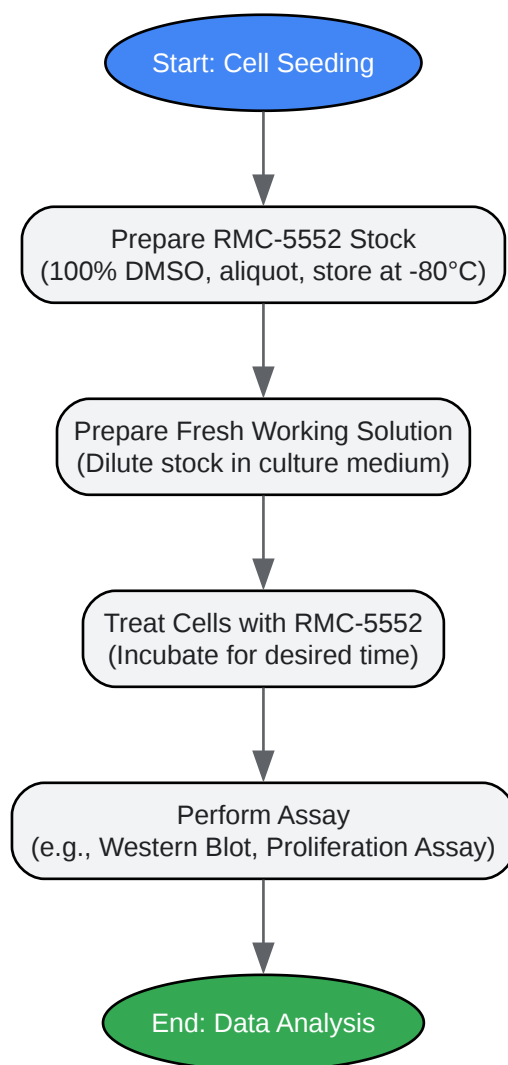 Start: Cell Seeding
Prepare RMC-5552 Stock
(100% DMSO, aliquot, store at -80°C)
Prepare Fresh Working Solution
(Dilute stock in culture medium)
Treat Cells with RMC-5552
(Incubate for desired time)
Perform Assay
(e.g., Western Blot, Proliferation Assay)
End: Data Analysis